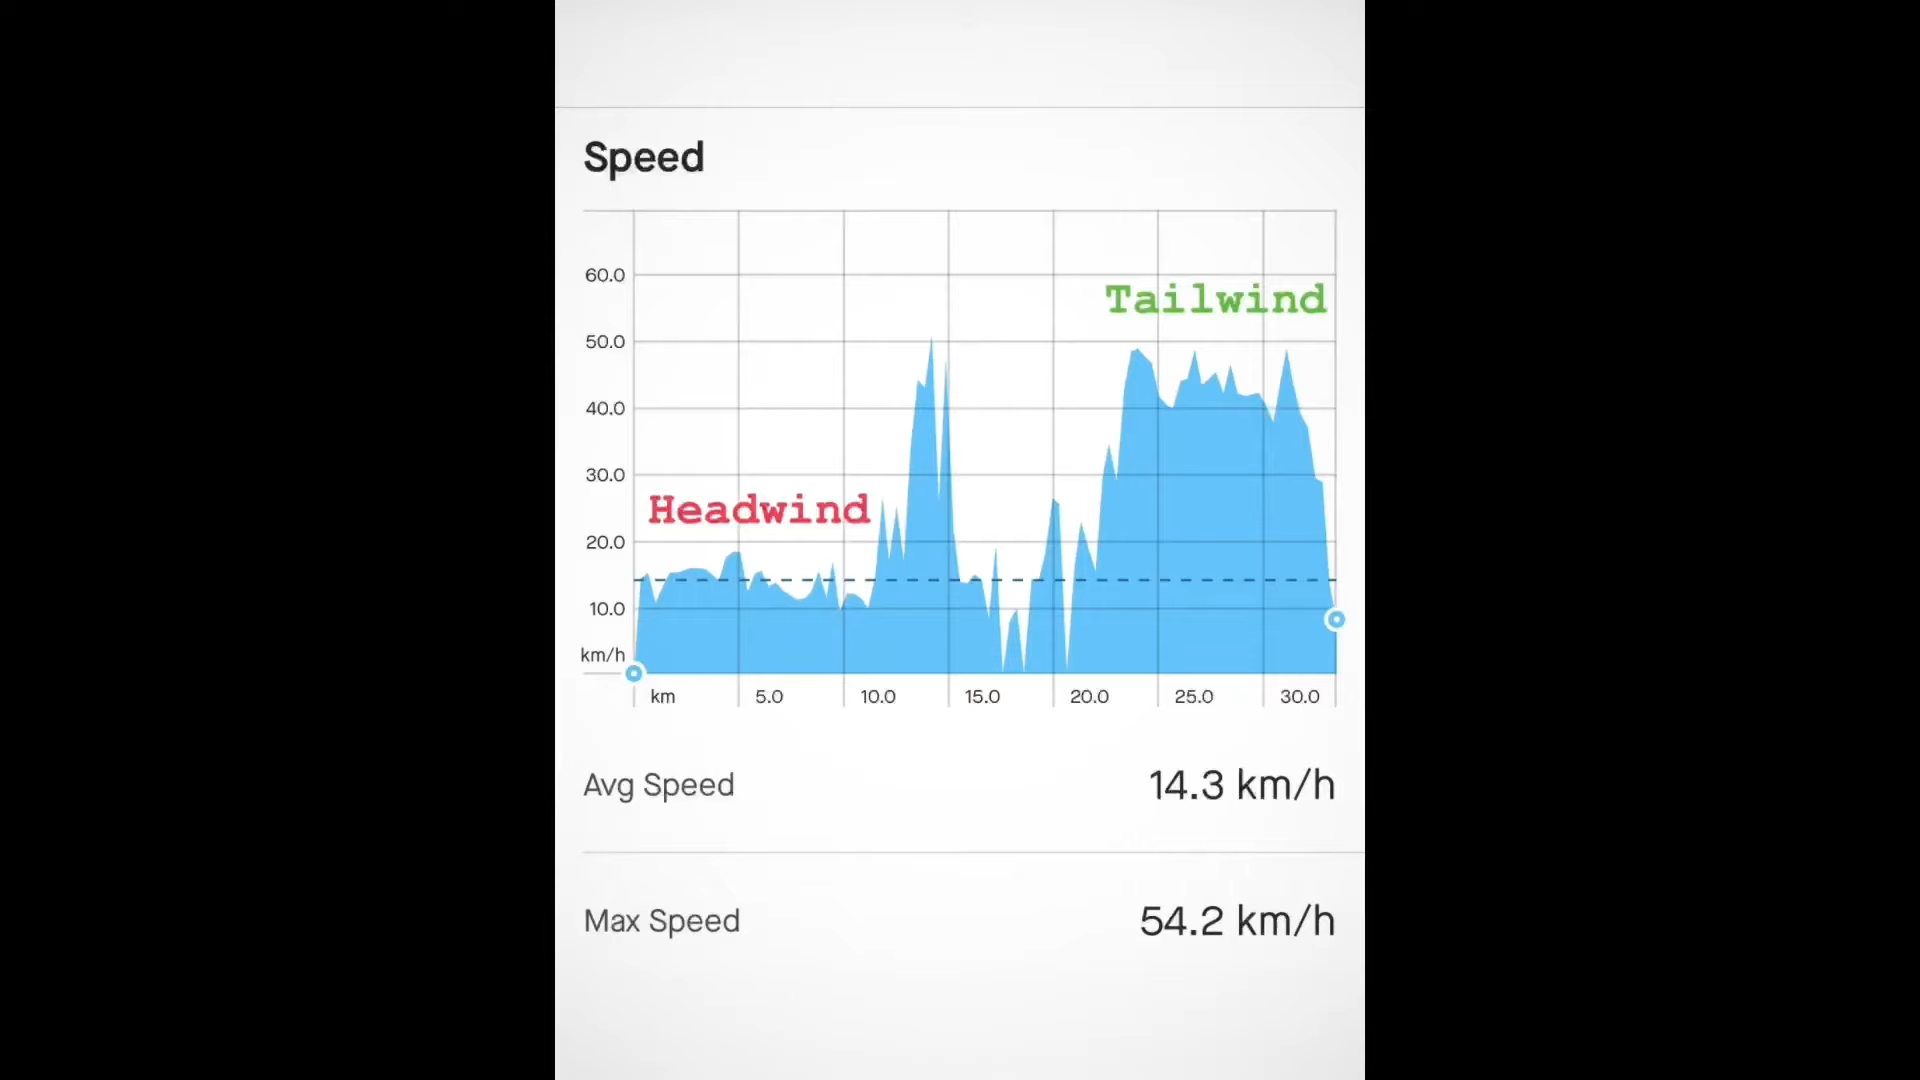 Speed
60.0
Tailwind
50.0
40.0
30.0
Headwind
20.0
10.0
km/h
km 5.0 10.0 15.0 20.0 25.0 30.0
Avg Speed 14.3 km/h
Max Speed 54.2 km/h